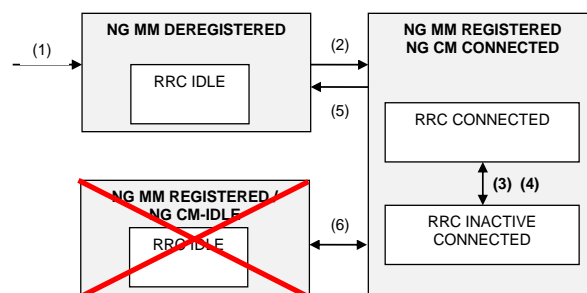 (1)
NG MM DEREGISTERED
RRC IDLE
(2)
(5)
NG MM REGISTERED
NG CM CONNECTED
RRC CONNECTED
(3) (4)
RRC INACTIVE
CONNECTED
NG MM REGISTERED /
NG CM-IDLE
RRC IDLE
(6)